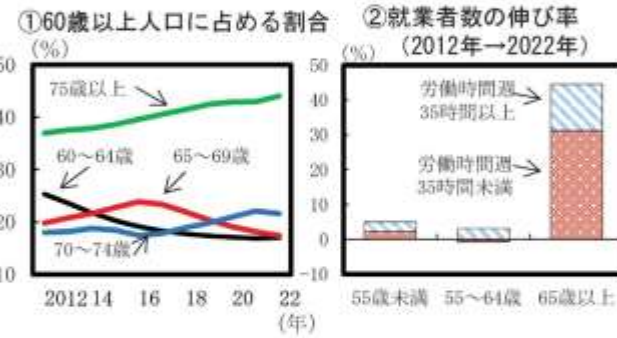 ①60歳以上人口に占める割合
(%)
50
40
30
20
10
75歳以上
60～64歳
65～69歳
70～74歳
2012 14 16 18 20 22
(年)
②就業者数の伸び率
(2012年→2022年)
(%)
50
40
30
20
10
0
-10
労働時間週
35時間以上
労働時間週
35時間未満
55歳未満 55～64歳 65歳以上